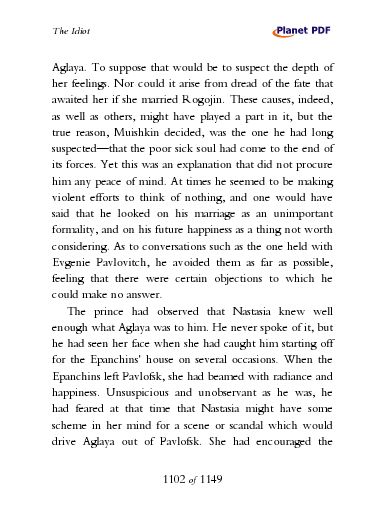 The Idiot
Planet PDF
Aglaya. To suppose that would be to suspect the depth of
her feelings. Nor could it arise from dread of the fate that
awaited her if she married Rogojin. These causes, indeed,
as well as others, might have played a part in it, but the
true reason, Muishkin decided, was the one he had long
suspected—that the poor sick soul had come to the end of
its forces. Yet this was an explanation that did not procure
him any peace of mind. At times he seemed to be making
violent efforts to think of nothing, and one would have
said that he looked on his marriage as an unimportant
formality, and on his future happiness as a thing not worth
considering. As to conversations such as the one held with
Evgenie Pavlovitch, he avoided them as far as possible,
feeling that there were certain objections to which he
could make no answer.
The prince had observed that Nastasia knew well
enough what Aglaya was to him. He never spoke of it, but
he had seen her face when she had caught him starting off
for the Epanchins' house on several occasions. When the
Epanchins left Pavlofsk, she had beamed with radiance and
happiness. Unsuspicious and unobservant as he was, he
had feared at that time that Nastasia might have some
scheme in her mind for a scene or scandal which would
drive Aglaya out of Pavlofsk. She had encouraged the
1102 of 1149